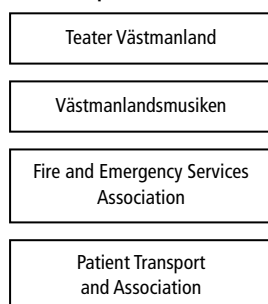 Teater Västmanland
Västmanlandsmusiken
Fire and Emergency Services
Association
Patient Transport
and Association